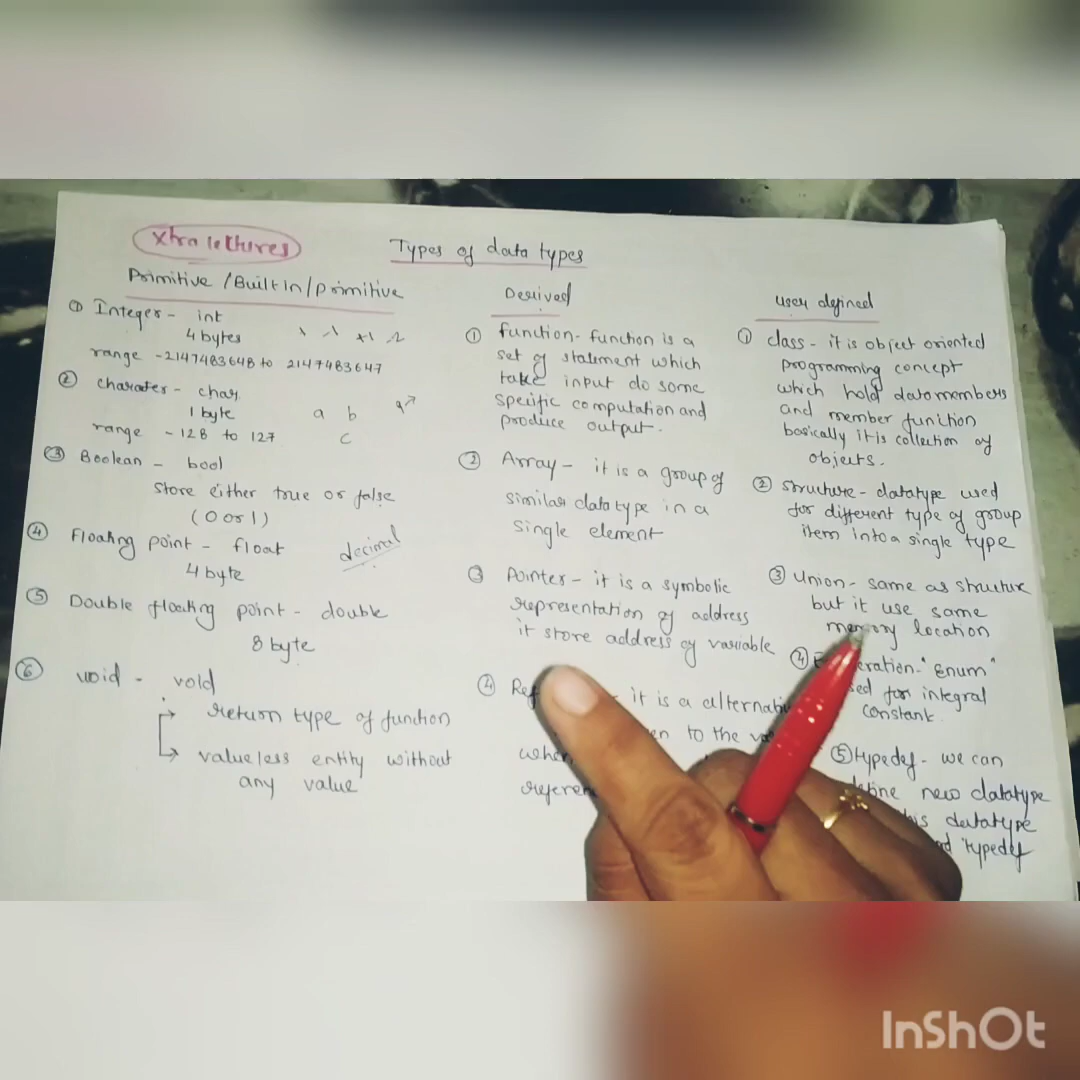 Xtra lectures
Types of data types
Primitive / Built In / primitive
① Integer - int
4 bytes
range -2147483648 to 2147483647
② charater - char
1 byte
a b
range -128 to 127
c
③ Boolean - bool
store either true or false
(0 or 1)
④ Floating point - float
decimal
4 byte
⑤ Double floating point - double
8 byte
⑥ void - void
return type of function
valueless entity without
any value
Derived
① function - function is a
set of statment which
take input do some
specific computation and
produce output.
② Array - it is a group of
similar data type in a
single element
③ Pointer - it is a symbolic
representation of address
it store address of variable
④ - it is a
to the
user defined
① class - it is object oriented
programming concept
which hold datamembers
and member function
basically it is collection of
objects.
② structure - datatype used
for different type of group
item into a single type
③ Union - same as structure
but it use same
memory location
④ "Enum"
for integral
constant.
⑤ typedef - we can
new datatype
datatype
typedef
InShOt